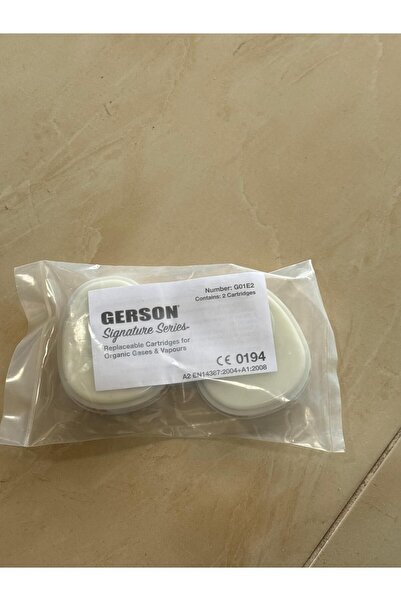 GERSON®
Signature Series™
Replaceable Cartridges for
Organic Gases & Vapours
Number: G01E2
Contains: 2 Cartridges
CE 0194
A2 EN14387:2004+A1:2008